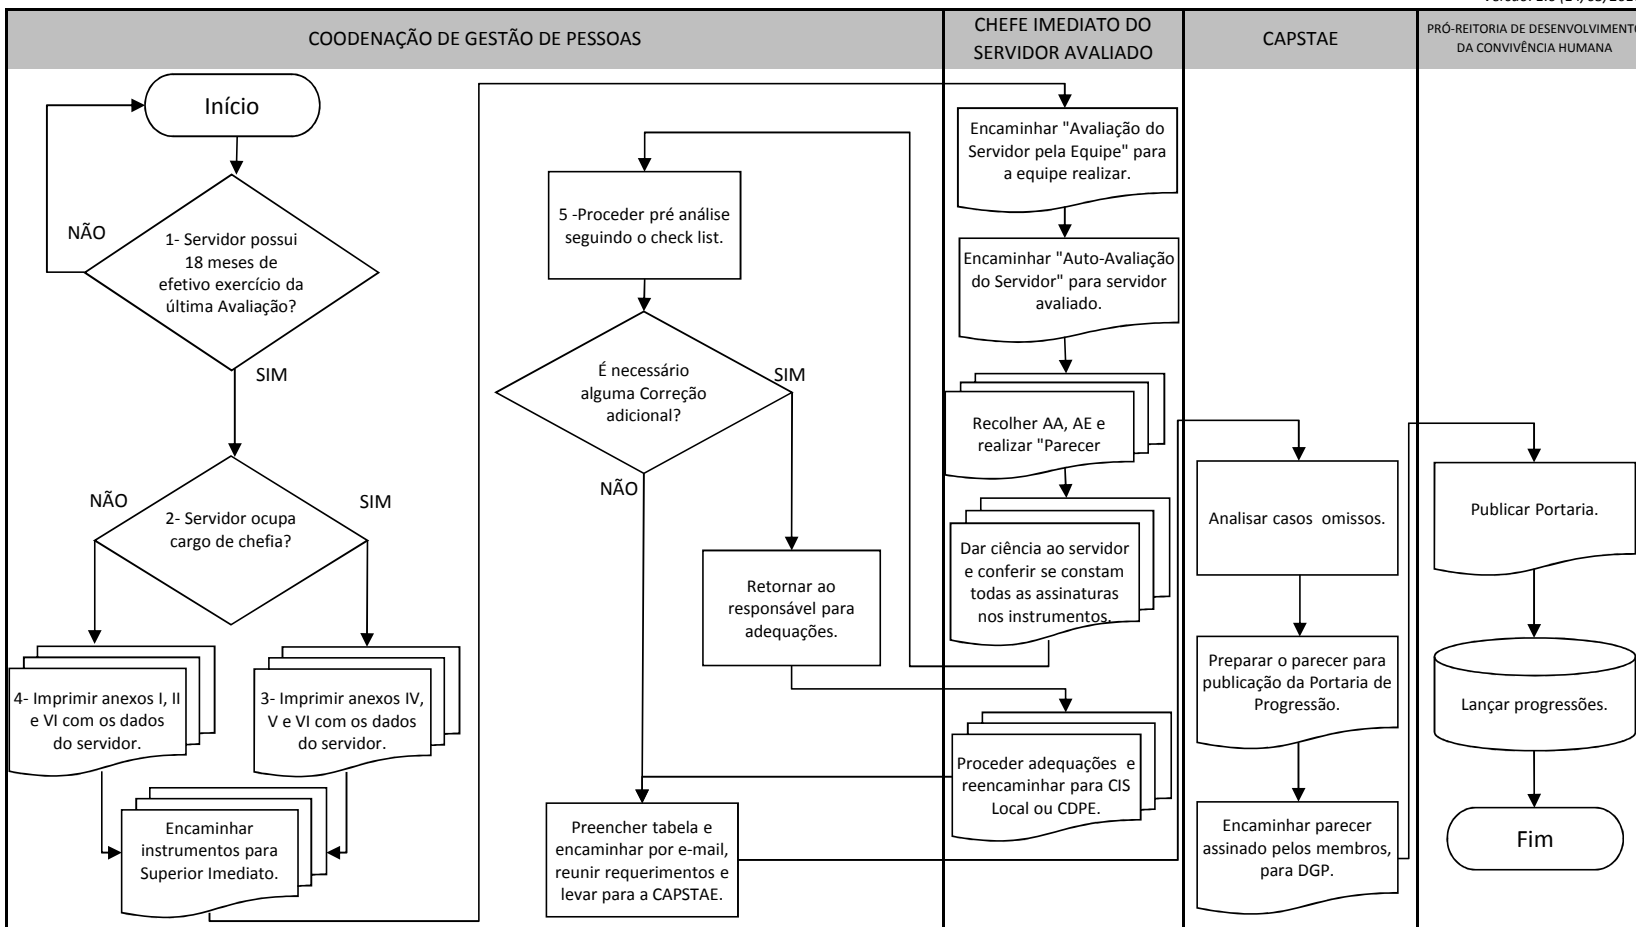 COODENAÇÃO DE GESTÃO DE PESSOAS
CHEFE IMEDIATO DO
SERVIDOR AVALIADO
CAPSTAE
PRÓ-REITORIA DE DESENVOLVIMENTO
DA CONVIVÊNCIA HUMANA
Início
NÃO
1- Servidor possui
18 meses de
efetivo exercício da
última Avaliação?
SIM
NÃO
SIM
2- Servidor ocupa
cargo de chefia?
4- Imprimir anexos I, II
e VI com os dados
do servidor.
3- Imprimir anexos IV,
V e VI com os dados
do servidor.
Encaminhar
instrumentos para
Superior Imediato.
5 -Proceder pré análise
seguindo o check list.
É necessário
alguma Correção
adicional?
SIM
NÃO
Retornar ao
responsável para
adequações.
Preencher tabela e
encaminhar por e-mail,
reunir requerimentos e
levar para a CAPSTAE.
Encaminhar "Avaliação do
Servidor pela Equipe" para
a equipe realizar.
Encaminhar "Auto-Avaliação
do Servidor" para servidor
avaliado.
Recolher AA, AE e
realizar "Parecer
Dar ciência ao servidor
e conferir se constam
todas as assinaturas
nos instrumentos.
Proceder adequações e
reencaminhar para CIS
Local ou CDPE.
Analisar casos omissos.
Preparar o parecer para
publicação da Portaria de
Progressão.
Encaminhar parecer
assinado pelos membros,
para DGP.
Publicar Portaria.
Lançar progressões.
Fim